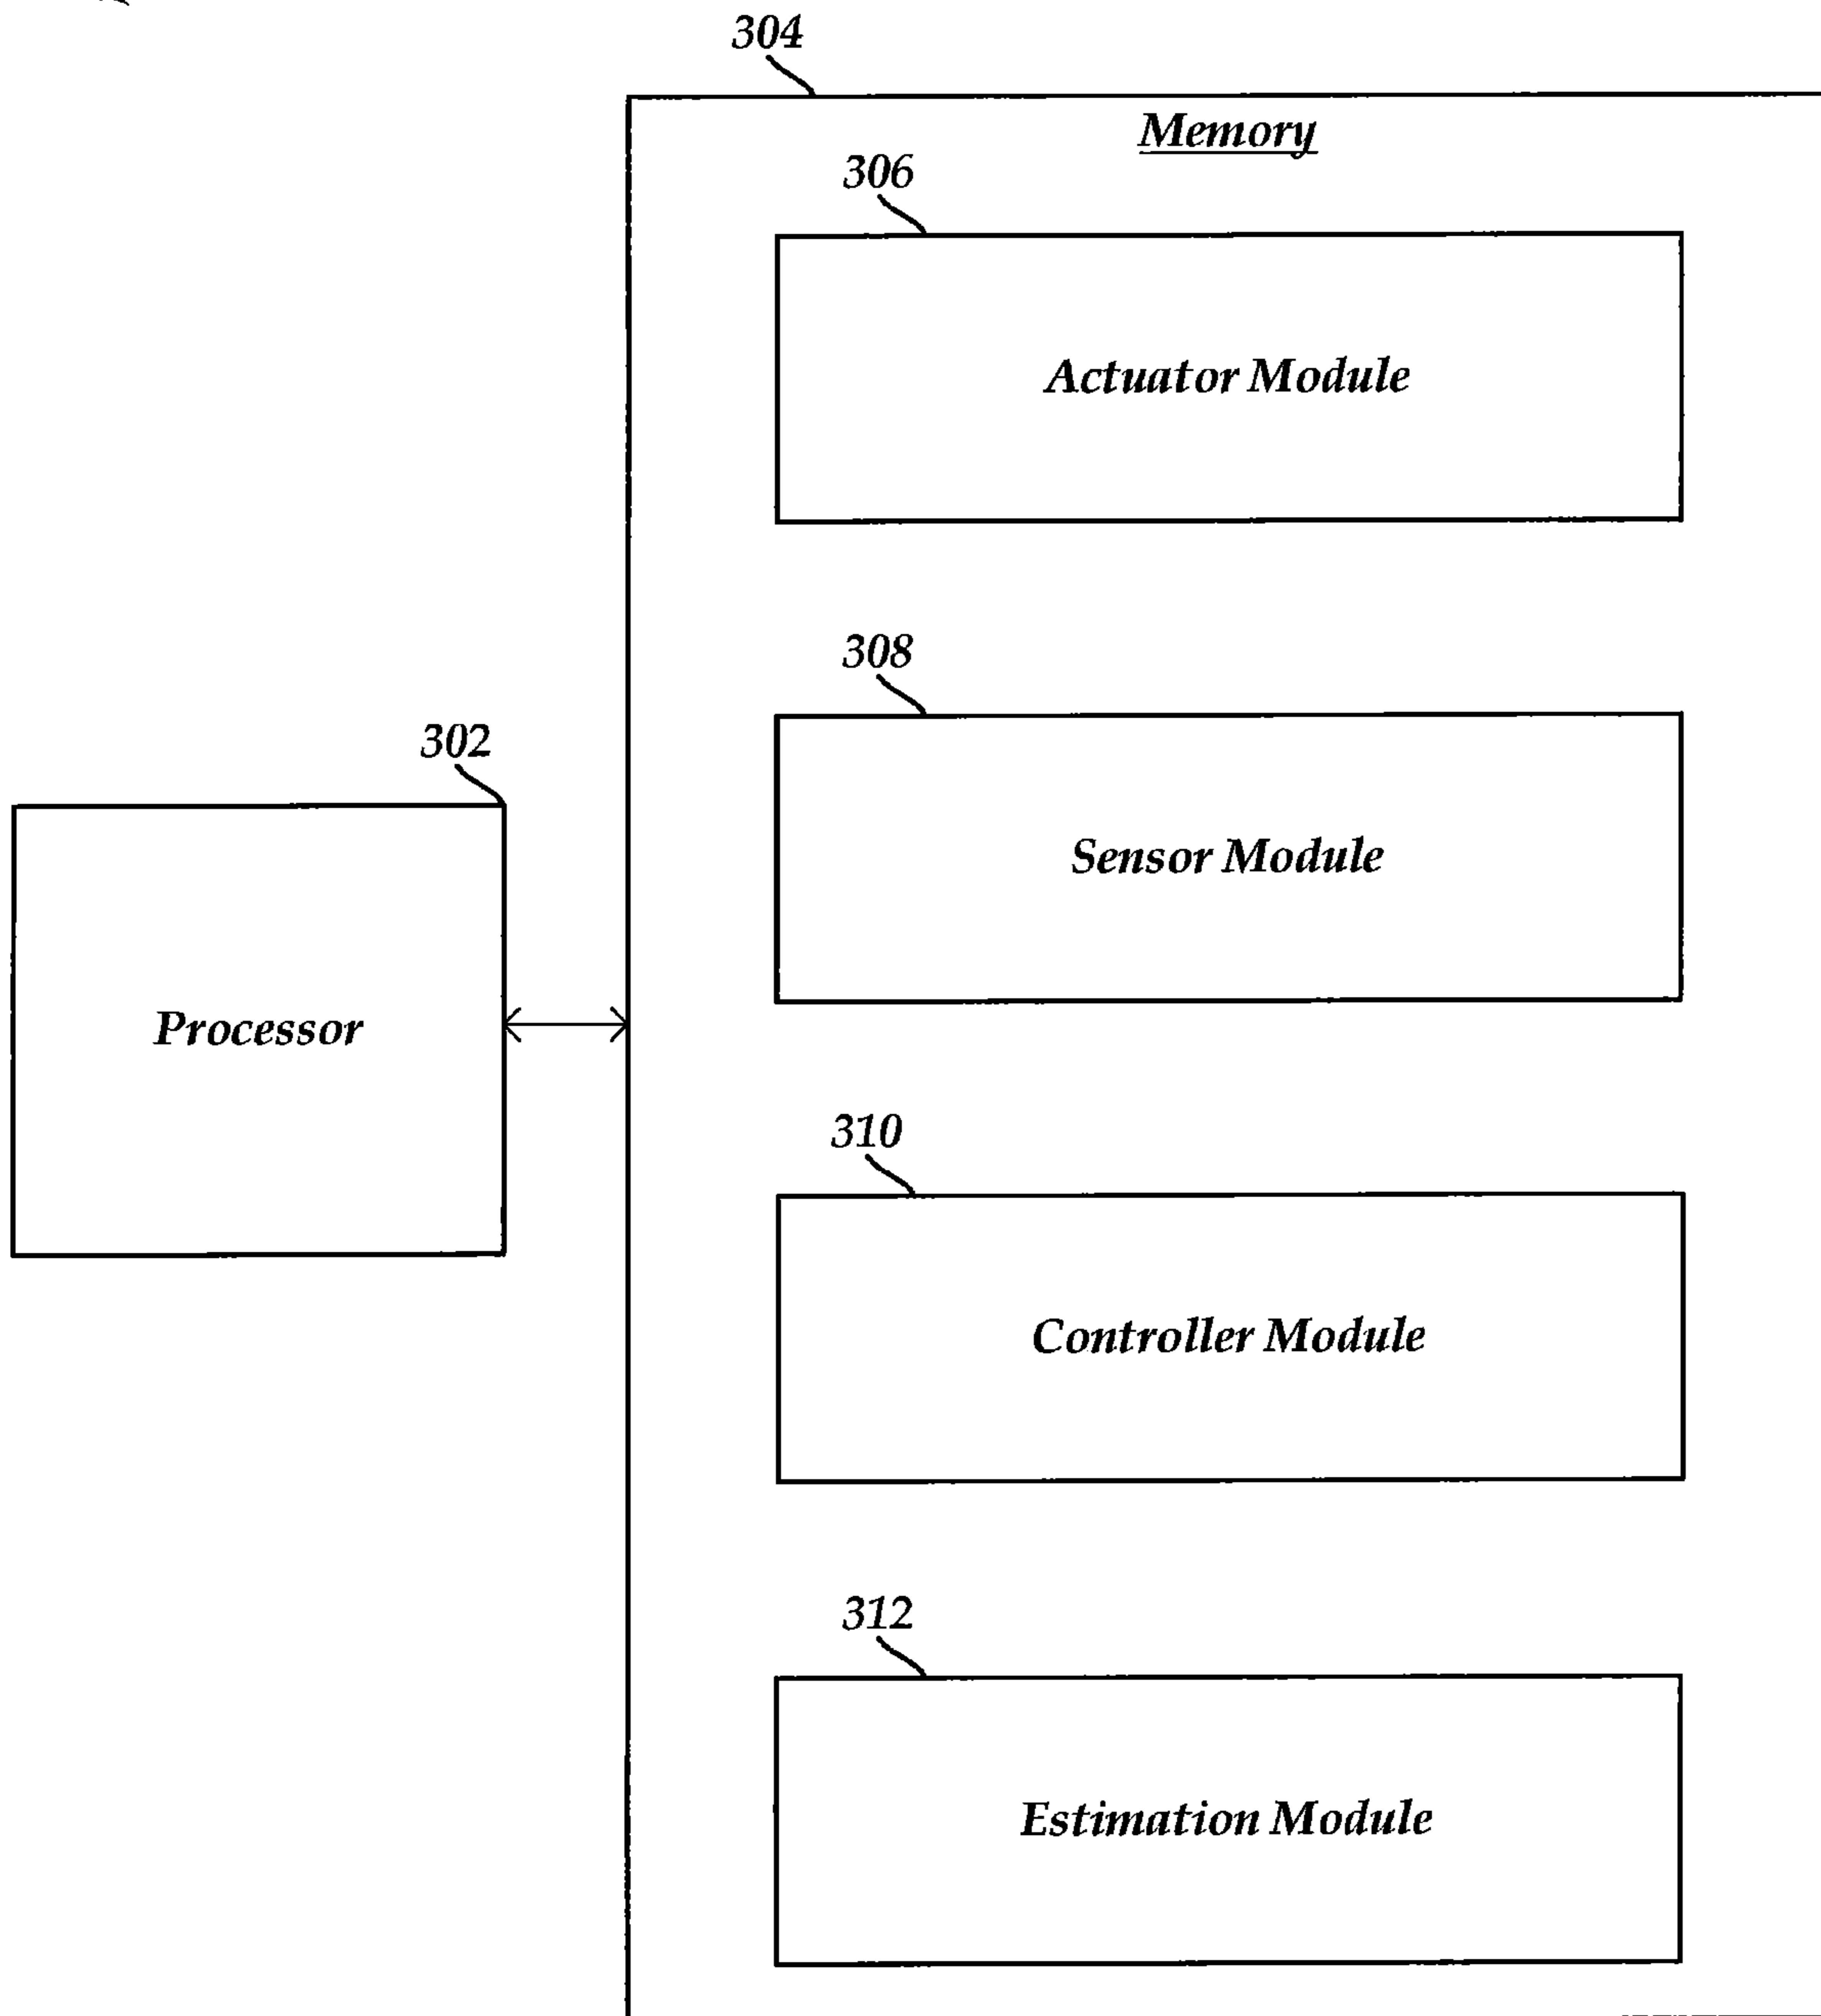 304
Memory
306
Actuator Module
308
Sensor Module
302
Processor
310
Controller Module
312
Estimation Module